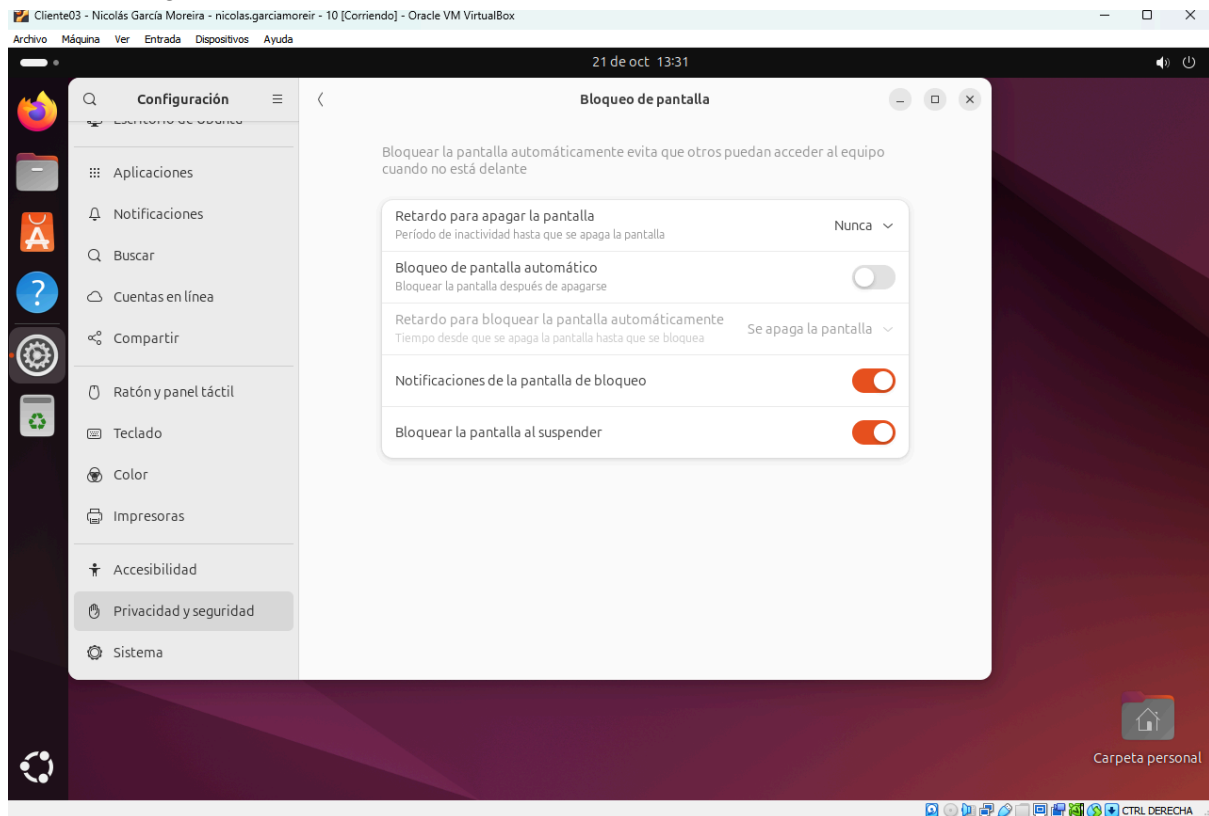 Cliente03 - Nicolás García Moreira - nicolas.garciamoreir - 10 [Corriendo] - Oracle VM VirtualBox
Archivo Máquina Ver Entrada Dispositivos Ayuda
21 de oct 13:31
Configuración
Bloqueo de pantalla
Escritorio de Ubuntu
Aplicaciones
Notificaciones
Buscar
Cuentas en línea
Compartir
Ratón y panel táctil
Teclado
Color
Impresoras
Accesibilidad
Privacidad y seguridad
Sistema
Bloquear la pantalla automáticamente evita que otros puedan acceder al equipo
cuando no está delante
Retardo para apagar la pantalla
Período de inactividad hasta que se apaga la pantalla
Nunca
Bloqueo de pantalla automático
Bloquear la pantalla después de apagarse
Retardo para bloquear la pantalla automáticamente
Tiempo desde que se apaga la pantalla hasta que se bloquea
Se apaga la pantalla
Notificaciones de la pantalla de bloqueo
Bloquear la pantalla al suspender
Carpeta personal
CTRL DERECHA